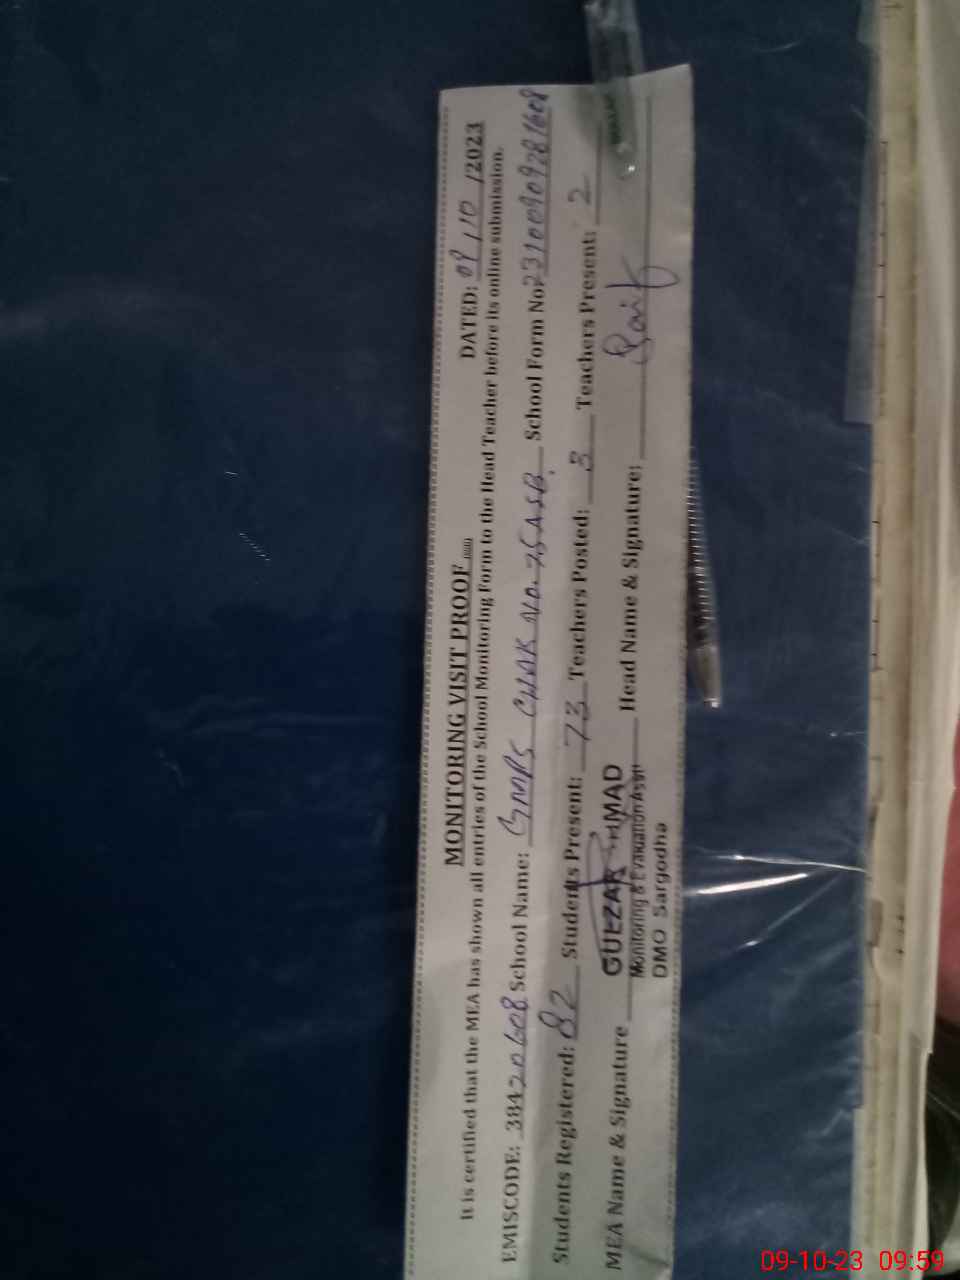 MONITORING VISIT PROOF
DATED: 09/10/2023
It is certified that the MEA has shown all entries of the School Monitoring Form to the Head Teacher before its online submission.
EMISCODE: 38420608 School Name: GMPS CHAK No. 75ASB. School Form No: 23100909281608
Students Registered: 82 Students Present: 73 Teachers Posted: 3 Teachers Present: 2
MEA Name & Signature GULZAR AHMAD Head Name & Signature:
Monitoring & Evaluation Asstt
DMO Sargodha
09-10-23 09:59